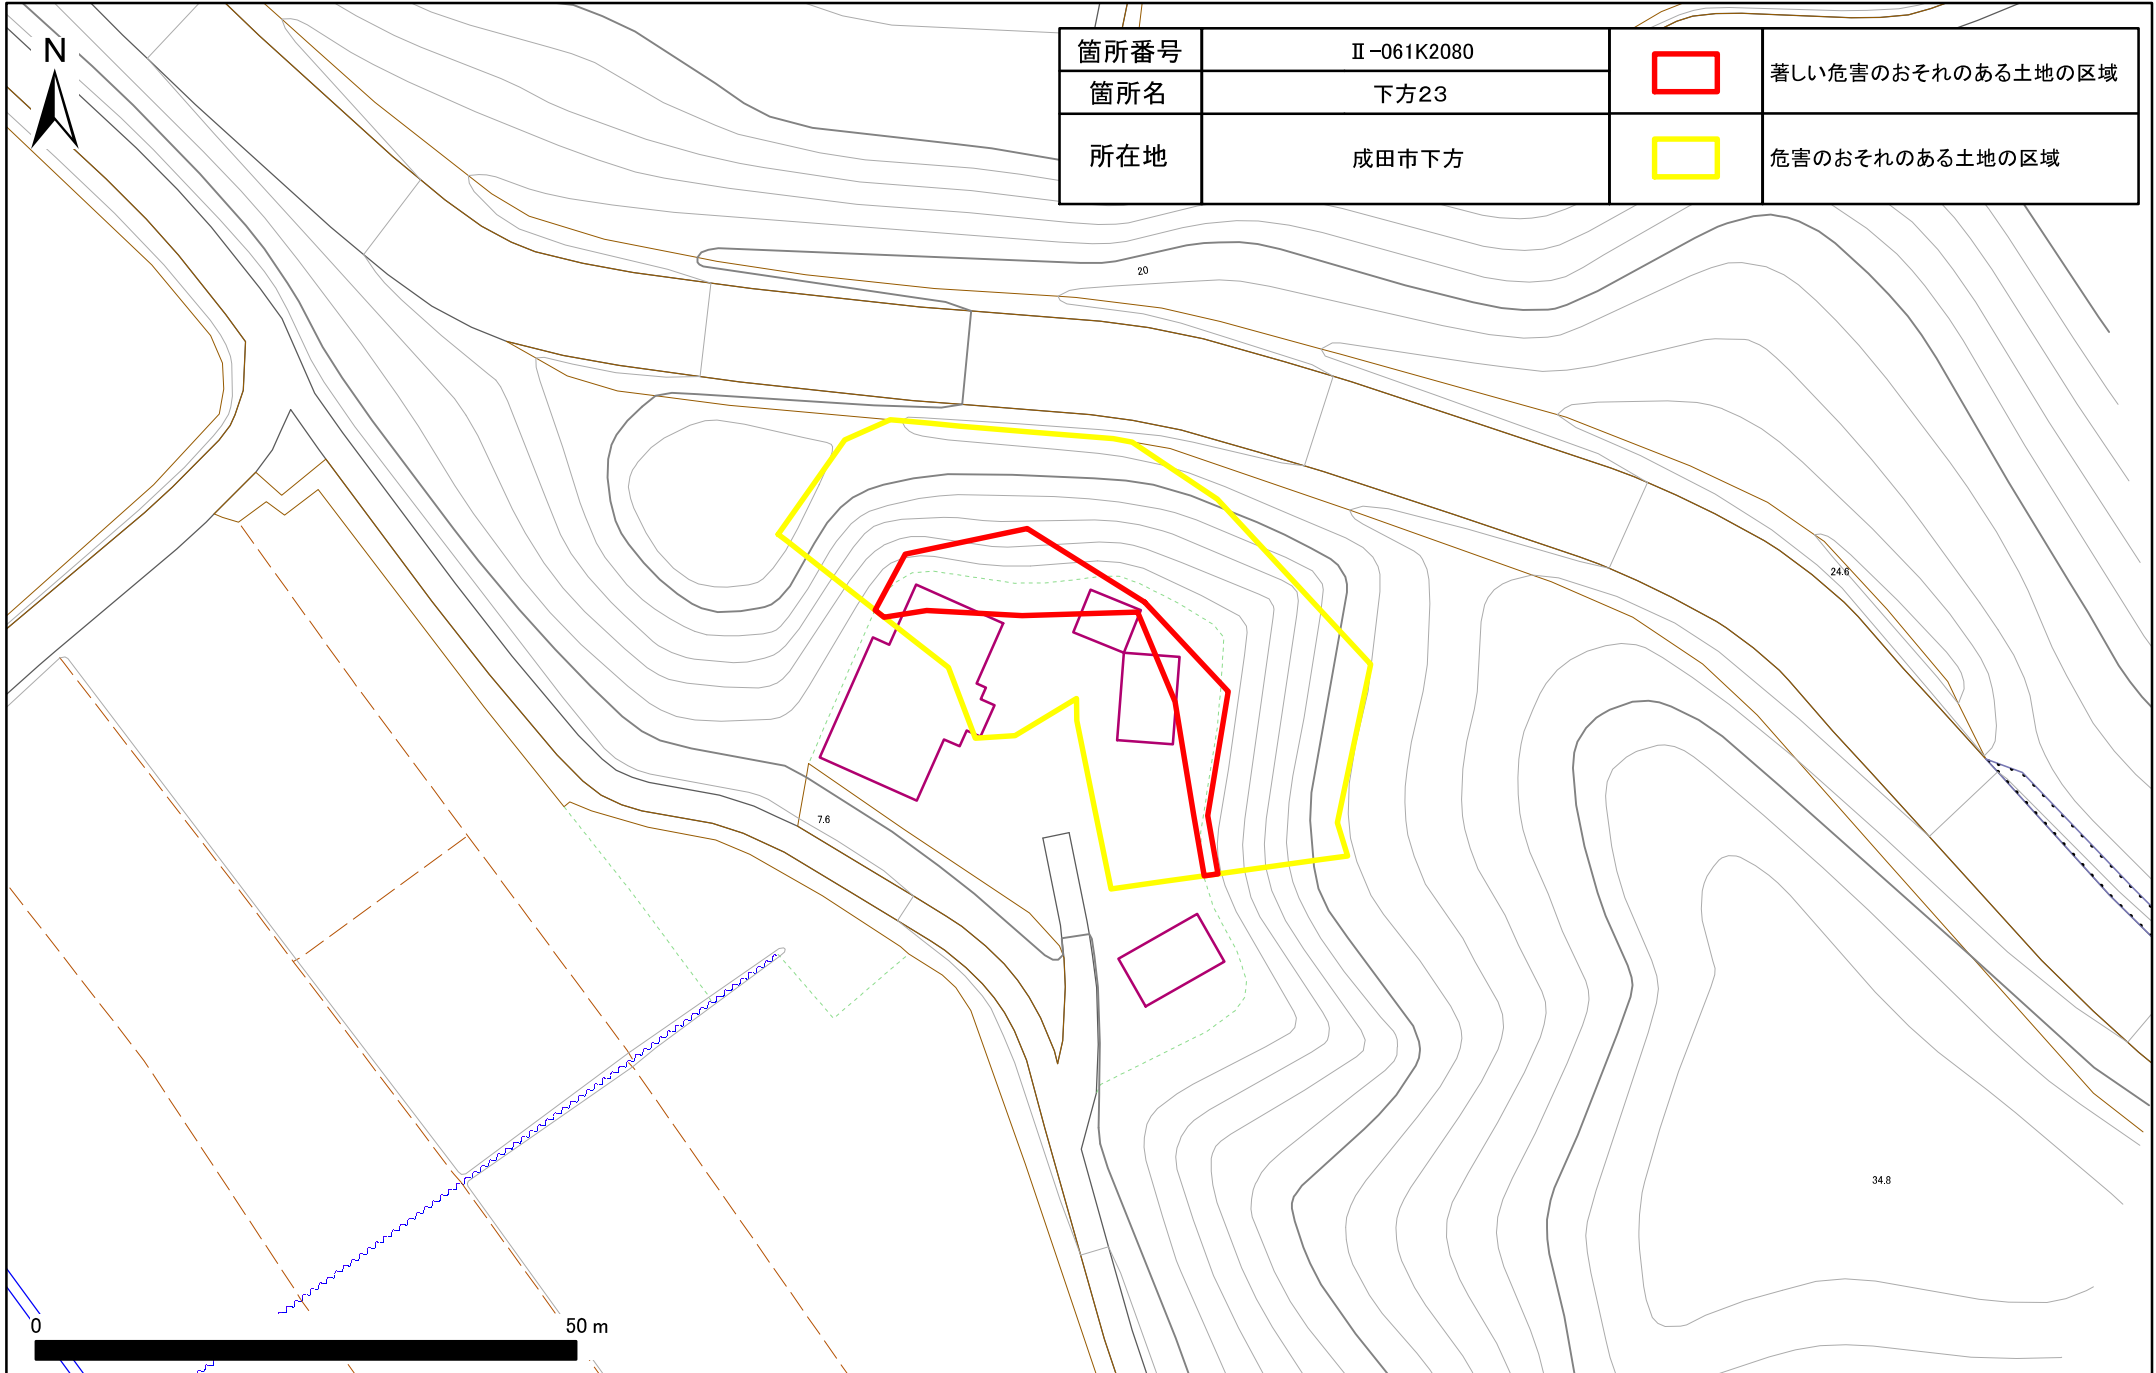 N
箇所番号
Ⅱ-061K2080
著しい危害のおそれのある土地の区域
箇所名
下方23
所在地
成田市下方
危害のおそれのある土地の区域
20
24.6
7.6
34.8
0
50 m